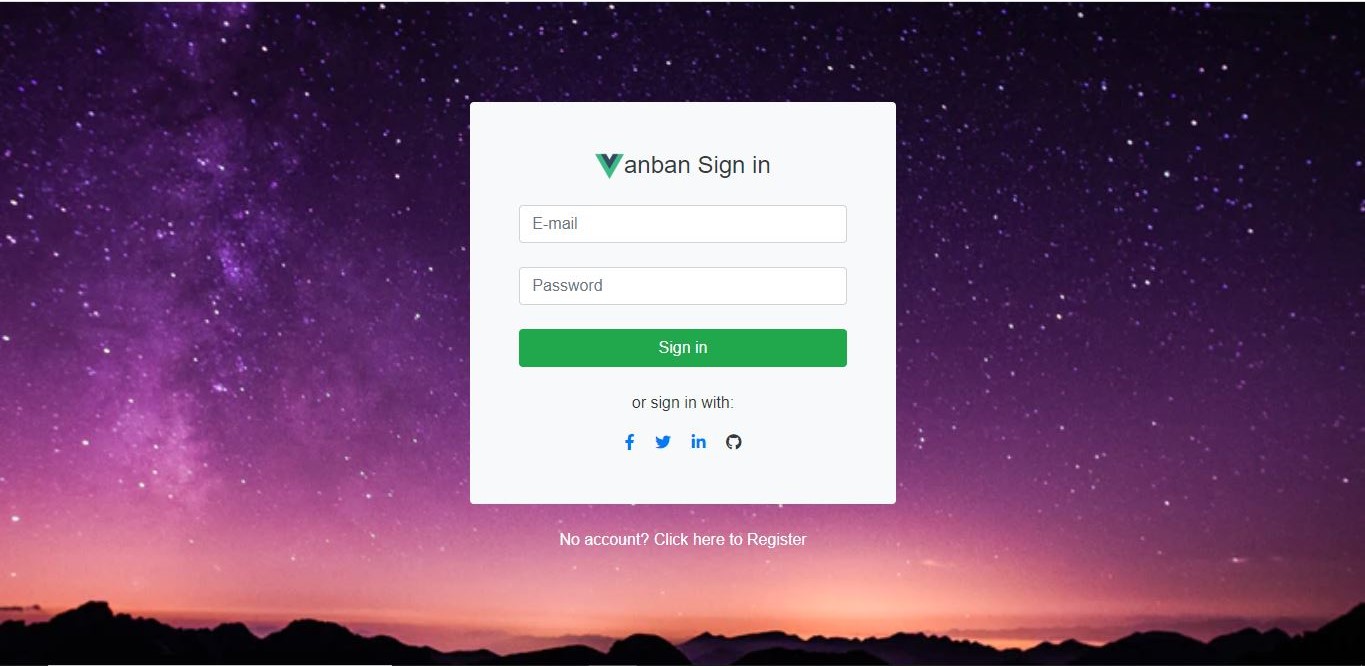 Vanban Sign in
E-mail
Password
Sign in
or sign in with:
No account? Click here to Register